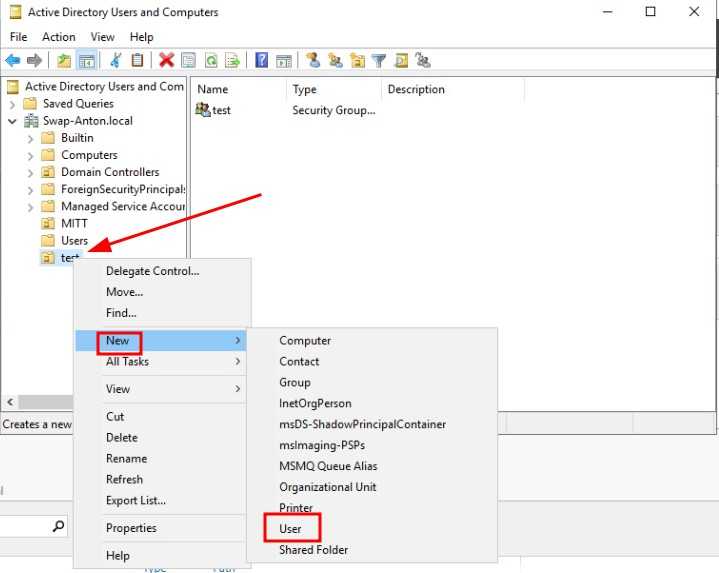 Active Directory Users and Computers
File Action View Help
Active Directory Users and Com
Saved Queries
Swap-Anton.local
Builtin
Computers
Domain Controllers
ForeignSecurityPrincipals
Managed Service Accour
MITT
Users
test
Name Type Description
test Security Group...
Delegate Control...
Move...
Find...
New
All Tasks
View
Cut
Delete
Rename
Refresh
Export List...
Properties
Help
Computer
Contact
Group
InetOrgPerson
msDS-ShadowPrincipalContainer
msImaging-PSPs
MSMQ Queue Alias
Organizational Unit
Printer
User
Shared Folder
Creates a new
Type Path